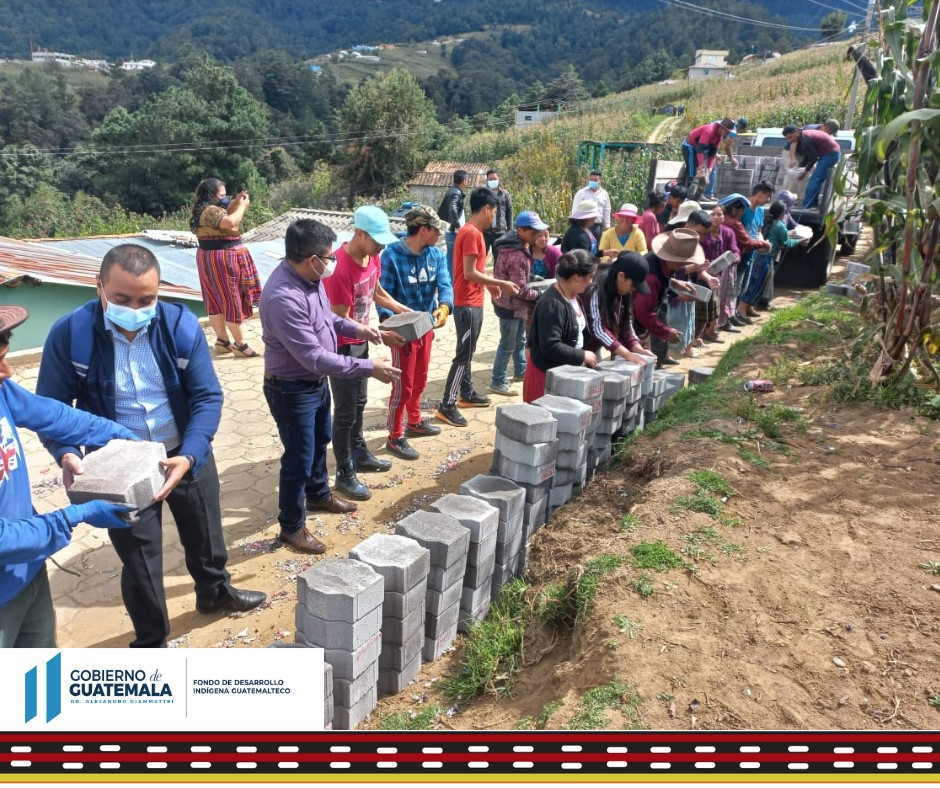 GOBIERNO de
GUATEMALA
DR. ALEJANDRO GIAMMATTEI
FONDO DE DESARROLLO
INDÍGENA GUATEMALTECO